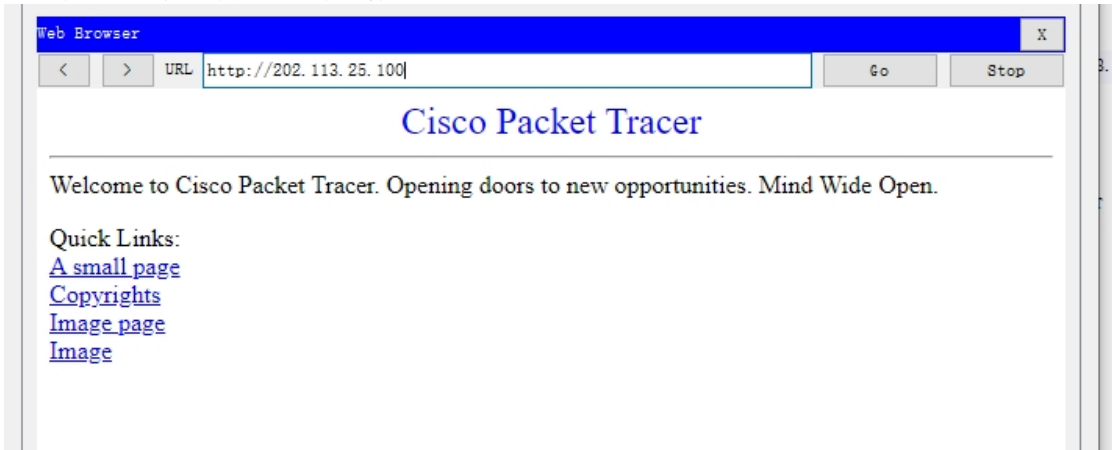 Web Browser X
< > URL http://202.113.25.100 Go Stop
Cisco Packet Tracer
Welcome to Cisco Packet Tracer. Opening doors to new opportunities. Mind Wide Open.
Quick Links:
A small page
Copyrights
Image page
Image